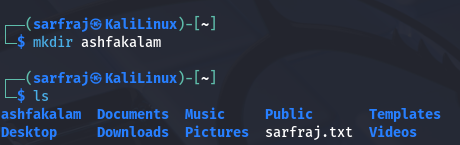 ┌──(sarfraj㉿KaliLinux)-[~]
└─$ mkdir ashfakalam
┌──(sarfraj㉿KaliLinux)-[~]
└─$ ls
ashfakalam  Documents  Music     Public       Templates
Desktop     Downloads  Pictures  sarfraj.txt  Videos